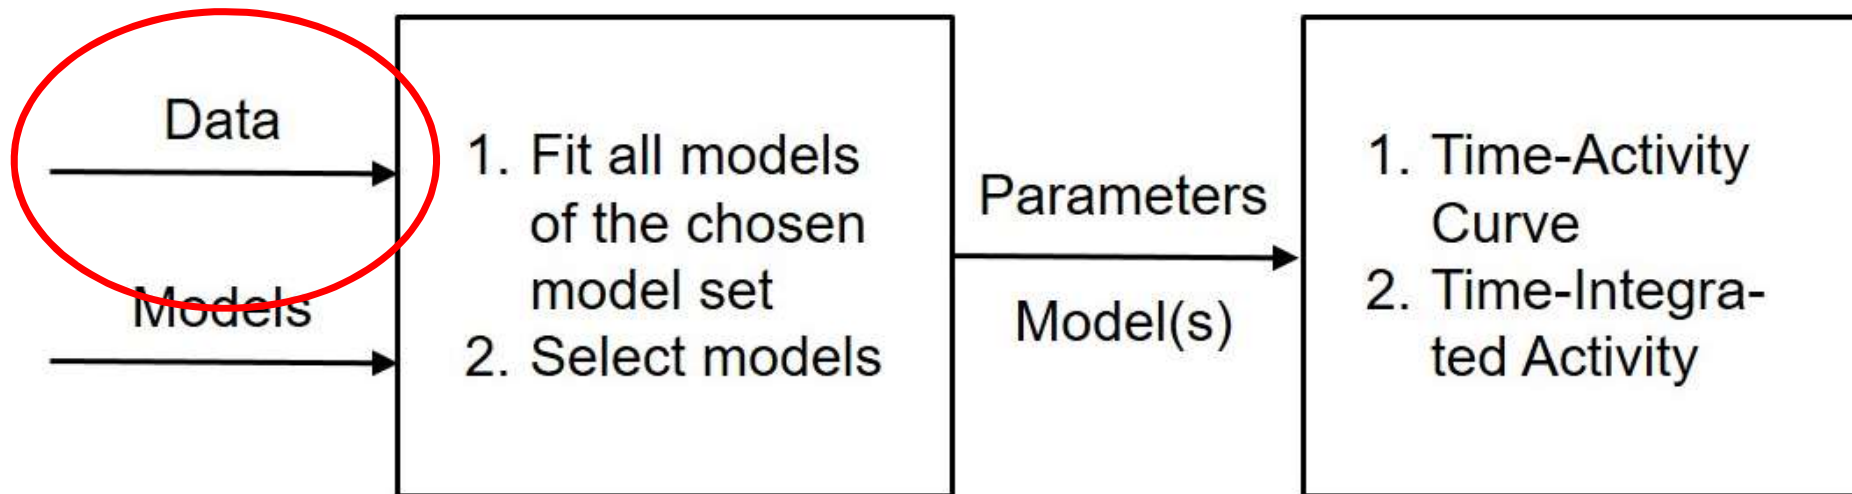 Data
Models
1. Fit all models
of the chosen
model set
2. Select models
Parameters
Model(s)
1. Time-Activity
Curve
2. Time-Integra-
ted Activity